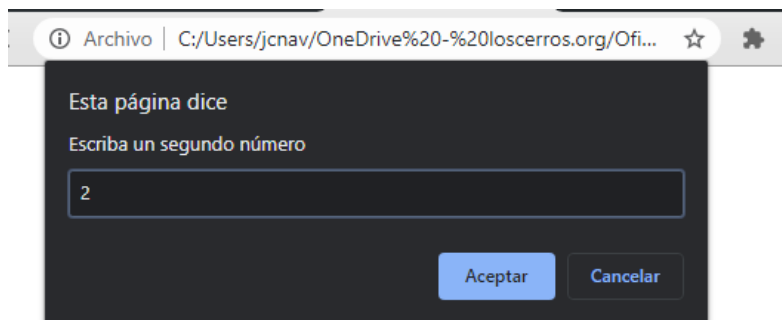 Archivo | C:/Users/jcnav/OneDrive%20-%20loscerros.org/Ofi...
Esta página dice
Escriba un segundo número
2
Aceptar Cancelar